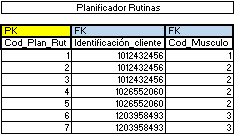 Planificador Rutinas
PK FK FK
Cod_Plan_Rut Identificación_cliente Cod_Musculo
1 1012432456 1
2 1012432456 2
3 1012432456 3
4 1026552060 1
5 1026552060 2
6 1203958493 3
7 1203958493 3